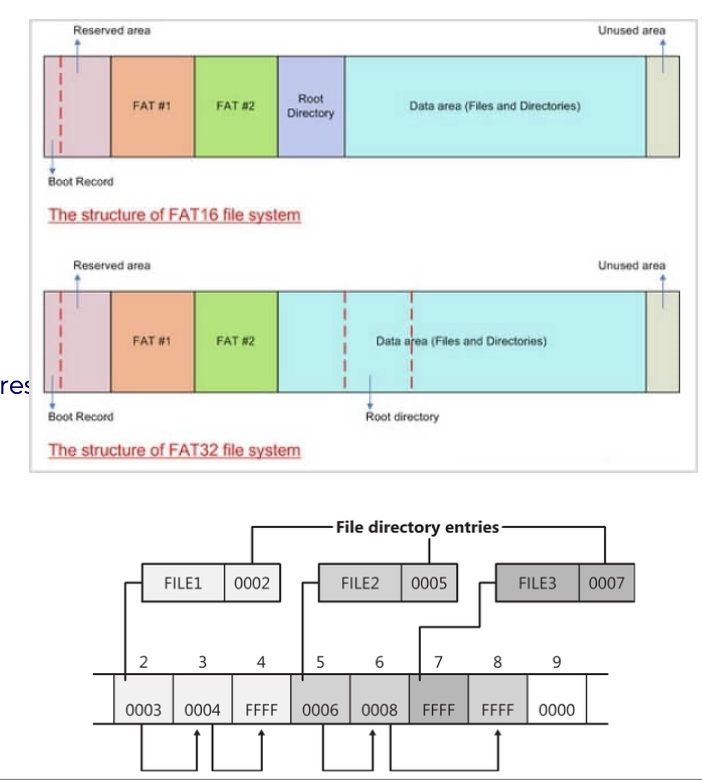 Reserved area Unused area
FAT #1 FAT #2 Root Directory Data area (Files and Directories)
Boot Record
The structure of FAT16 file system
Reserved area Unused area
FAT #1 FAT #2 Data area (Files and Directories)
res
Boot Record Root directory
The structure of FAT32 file system
File directory entries
FILE1 0002 FILE2 0005 FILE3 0007
2 3 4 5 6 7 8 9
0003 0004 FFFF 0006 0008 FFFF FFFF 0000